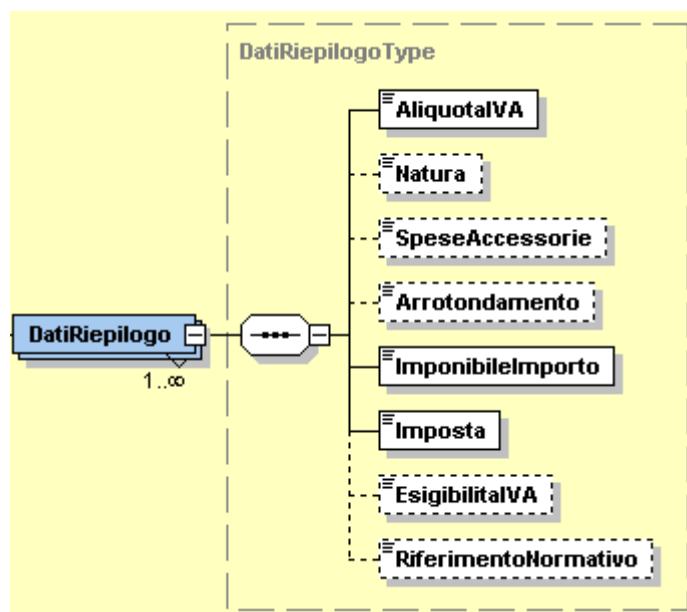 DatiRiepilogoType
AliquotaIVA
Natura
SpeseAccessorie
Arrotondamento
DatiRiepilogo
1..∞
ImponibileImporto
Imposta
EsigibilitaIVA
RiferimentoNormativo